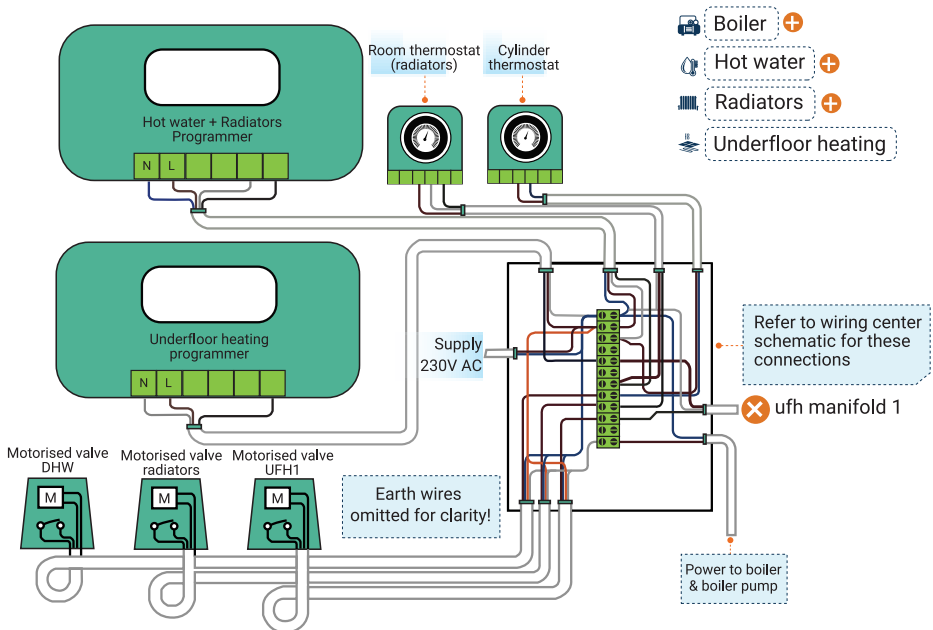 Boiler
Hot water
Radiators
Underfloor heating
Room thermostat
(radiators)
Cylinder
thermostat
Hot water + Radiators
Programmer
N L
Underfloor heating
programmer
N L
Supply
230V AC
Refer to wiring center
schematic for these
connections
ufh manifold 1
Motorised valve
DHW
Motorised valve
radiators
Motorised valve
UFH1
M
M
M
Earth wires
omitted for clarity!
Power to boiler
& boiler pump